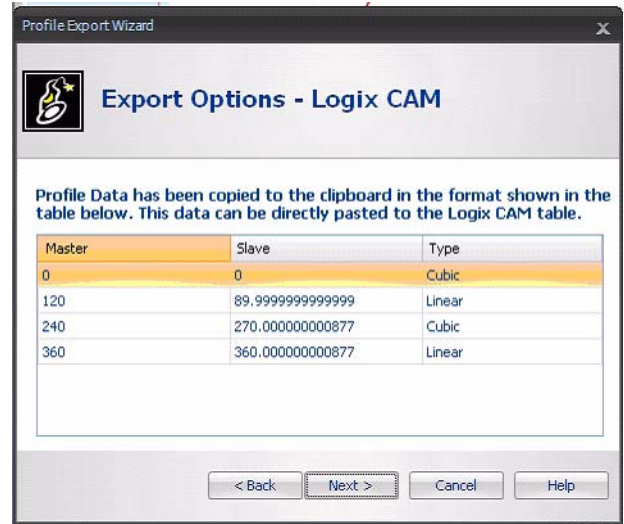 Profile Export Wizard
x
Export Options - Logix CAM
Profile Data has been copied to the clipboard in the format shown in the
table below. This data can be directly pasted to the Logix CAM table.
Master Slave Type
0 0 Cubic
120 89.9999999999999 Linear
240 270.000000000877 Cubic
360 360.000000000877 Linear
< Back Next > Cancel Help